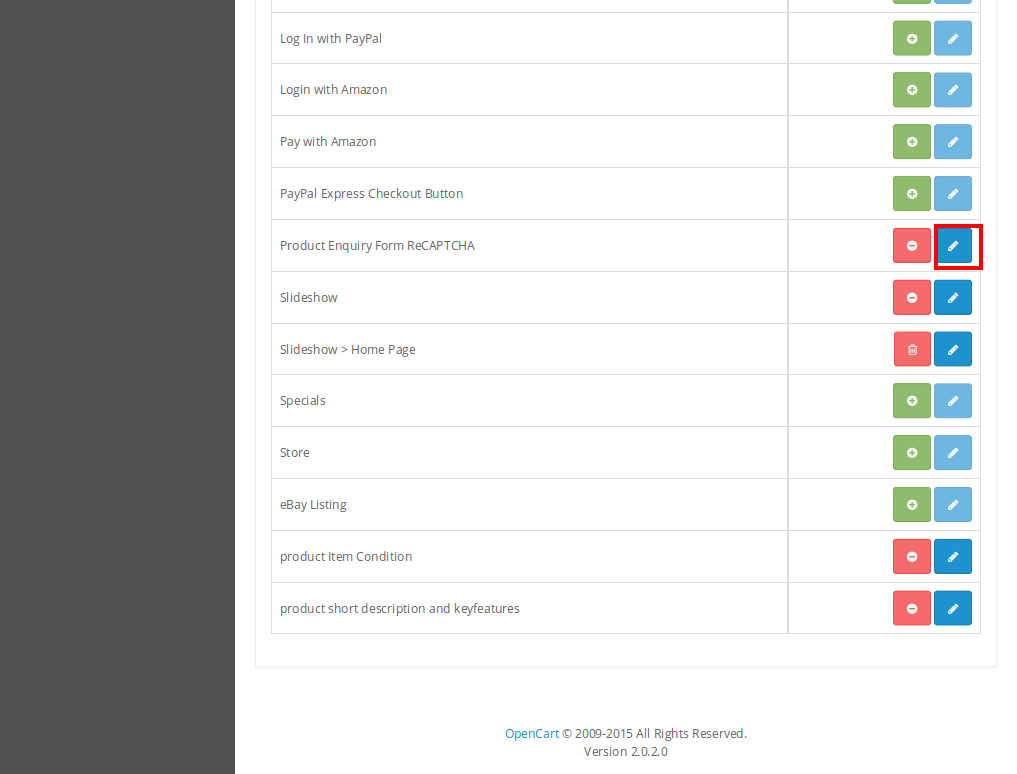 Log In with PayPal
Login with Amazon
Pay with Amazon
PayPal Express Checkout Button
Product Enquiry Form ReCAPTCHA
Slideshow
Slideshow > Home Page
Specials
Store
eBay Listing
product Item Condition
product short description and keyfeatures
OpenCart © 2009-2015 All Rights Reserved.
Version 2.0.2.0